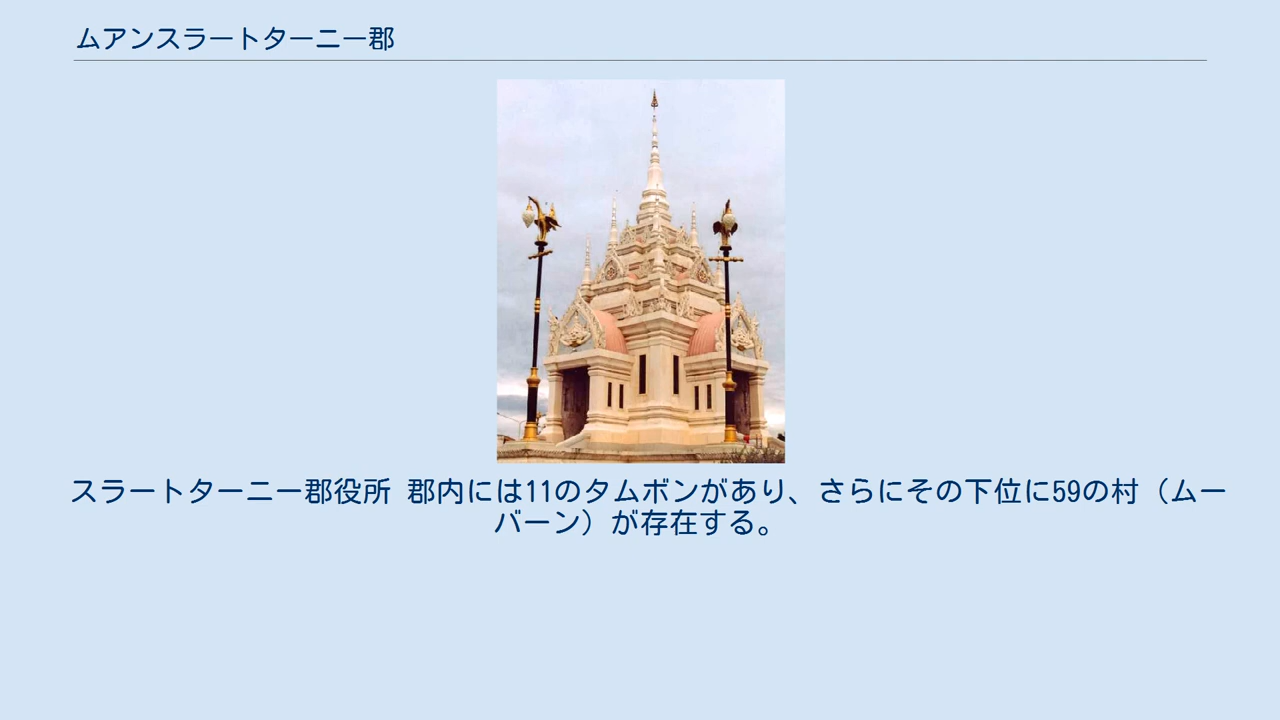 ムアンスラートターニー郡
スラートターニー郡役所 郡内には11のタムボンがあり、さらにその下位に59の村（ムー
バーン）が存在する。